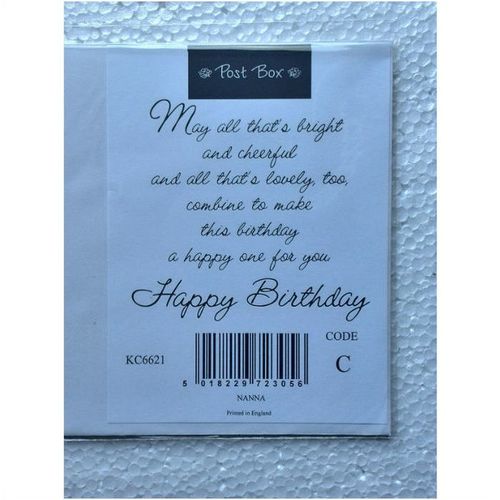 Post Box
May all that's bright
and cheerful
and all that's lovely, too,
combine to make
this birthday
a happy one for you
Happy Birthday
CODE
KC6621
C
5 018229 723056
NANNA
Printed in England